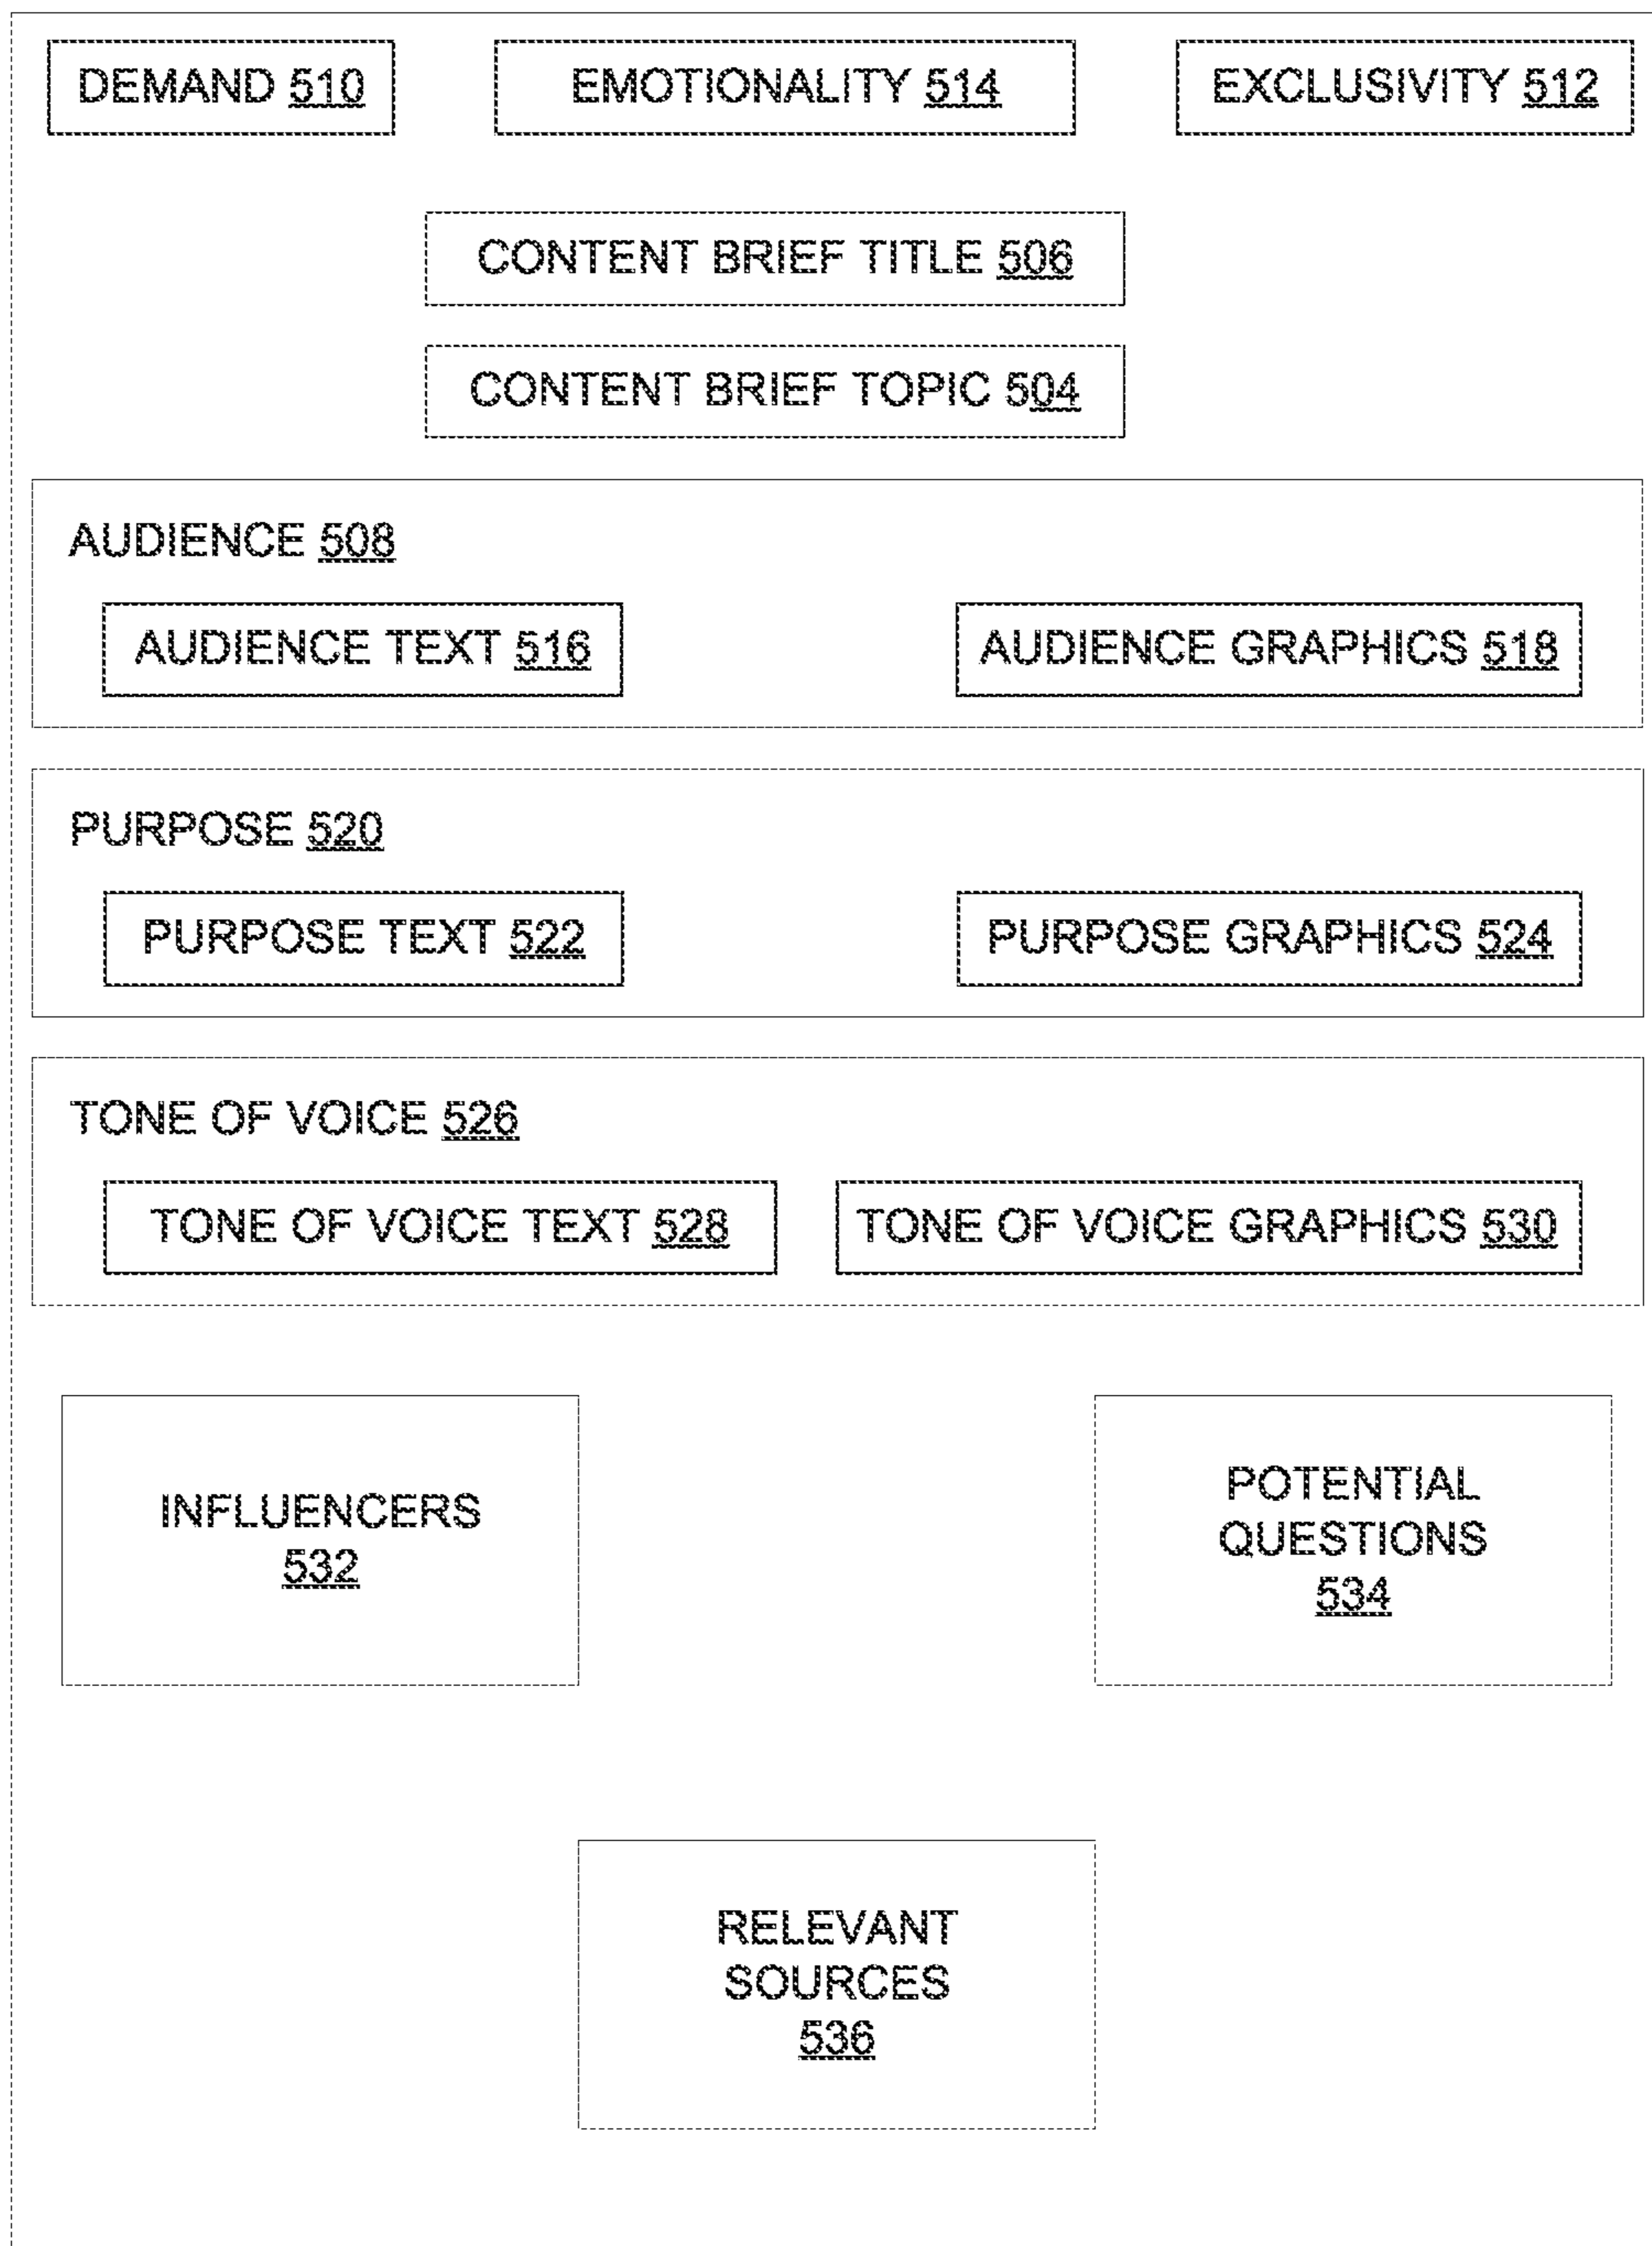 DEMAND 510
EMOTIONALITY 514
EXCLUSIVITY 512
CONTENT BRIEF TITLE 506
CONTENT BRIEF TOPIC 504
AUDIENCE 508
AUDIENCE TEXT 516
AUDIENCE GRAPHICS 518
PURPOSE 520
PURPOSE TEXT 522
PURPOSE GRAPHICS 524
TONE OF VOICE 526
TONE OF VOICE TEXT 528
TONE OF VOICE GRAPHICS 530
INFLUENCERS
532
POTENTIAL
QUESTIONS
534
RELEVANT
SOURCES
536